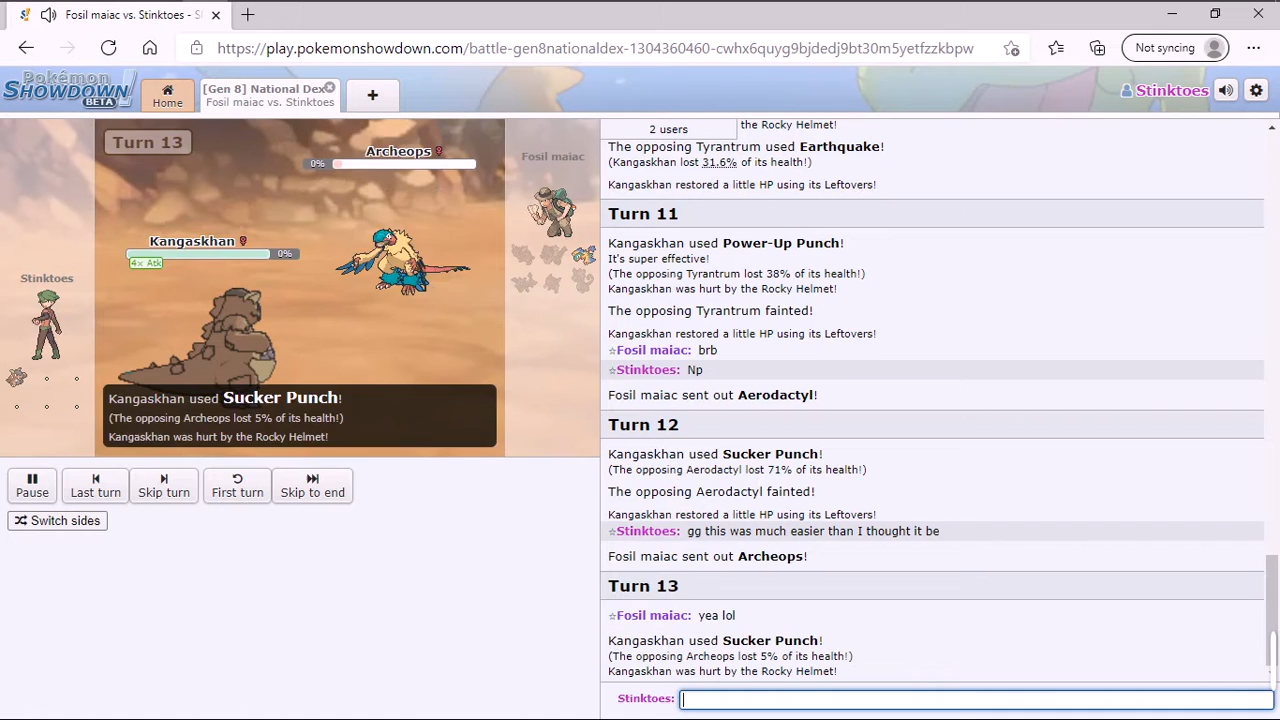 Fosil maiac vs. Stinktoes - S
https://play.pokemonshowdown.com/battle-gen8nationaldex-1304360460-cwhx6quyg9bjdedj9bt30m5yetfzzkbpw
Not syncing
Pokémon
SHOWDOWN
BETA
Home
[Gen 8] National Dex
Fosil maiac vs. Stinktoes
Stinktoes
Turn 13
Archeops
0%
Kangaskhan
0%
4x Atk
Stinktoes
Fosil maiac
Kangaskhan used Sucker Punch!
(The opposing Archeops lost 5% of its health!)
Kangaskhan was hurt by the Rocky Helmet!
Pause
Last turn
Skip turn
First turn
Skip to end
Switch sides
2 users
the Rocky Helmet!
The opposing Tyrantrum used Earthquake!
(Kangaskhan lost 31.6% of its health!)
Kangaskhan restored a little HP using its Leftovers!
Turn 11
Kangaskhan used Power-Up Punch!
It's super effective!
(The opposing Tyrantrum lost 38% of its health!)
Kangaskhan was hurt by the Rocky Helmet!
The opposing Tyrantrum fainted!
Kangaskhan restored a little HP using its Leftovers!
☆Fosil maiac: brb
☆Stinktoes: Np
Fosil maiac sent out Aerodactyl!
Turn 12
Kangaskhan used Sucker Punch!
(The opposing Aerodactyl lost 71% of its health!)
The opposing Aerodactyl fainted!
Kangaskhan restored a little HP using its Leftovers!
☆Stinktoes: gg this was much easier than I thought it be
Fosil maiac sent out Archeops!
Turn 13
☆Fosil maiac: yea lol
Kangaskhan used Sucker Punch!
(The opposing Archeops lost 5% of its health!)
Kangaskhan was hurt by the Rocky Helmet!
Stinktoes: